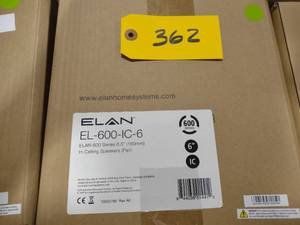 362
www.elanhomesystems.com
ELAN
600
SERIES
EL-600-IC-6
ELAN 600 Series 6.5" (160mm)
In-Ceiling Speakers (Pair)
6"
IC